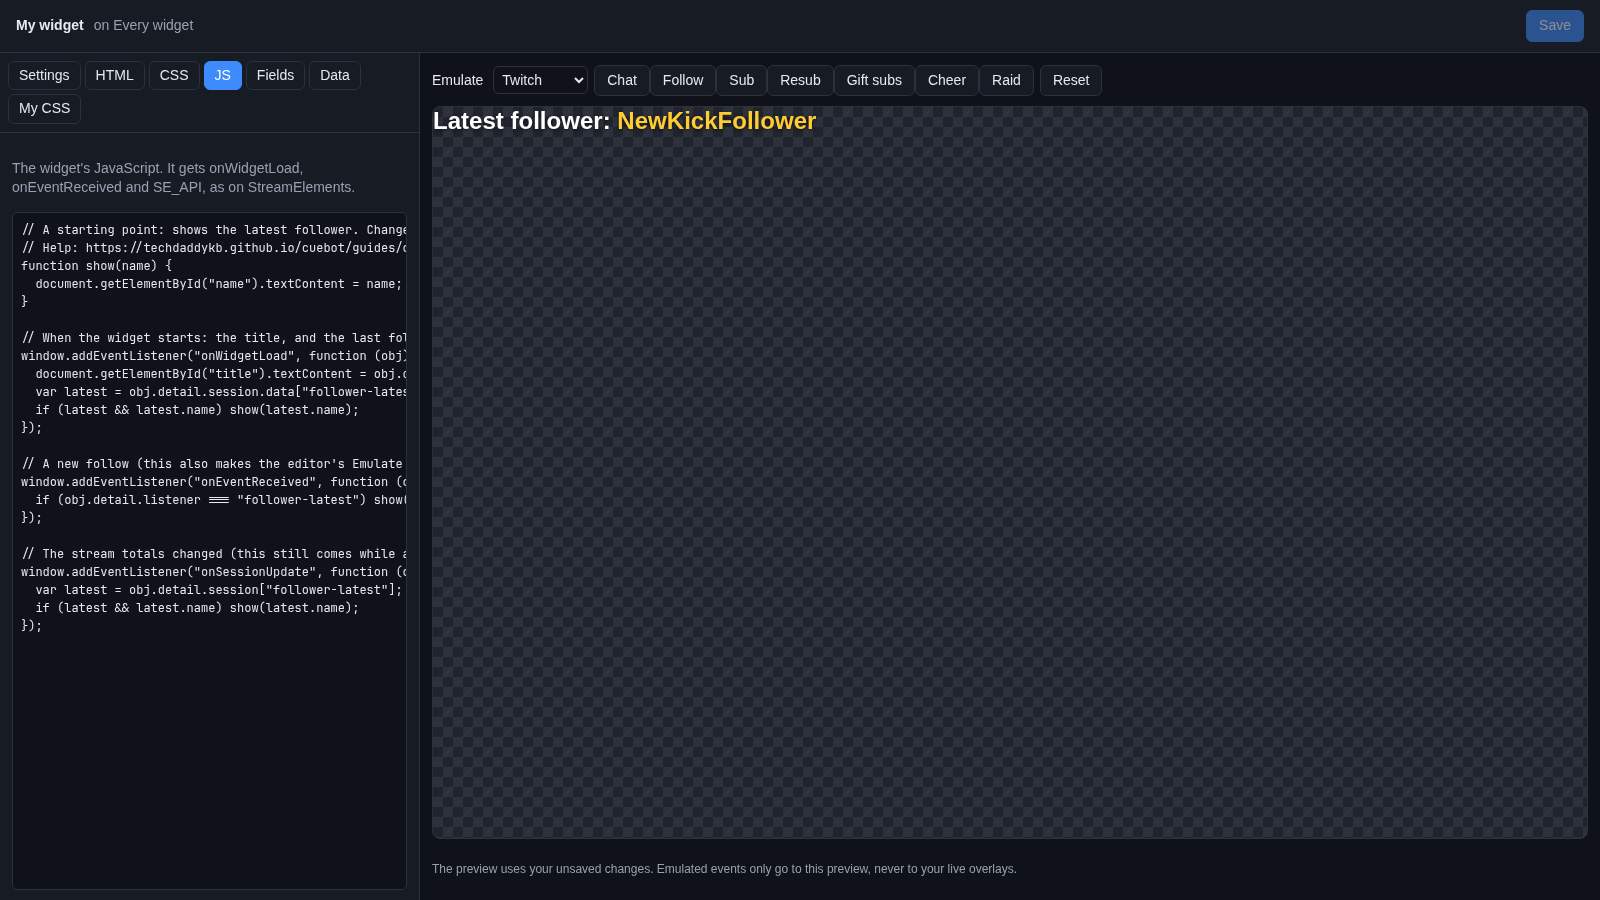 My widget on Every widget
Save
Settings HTML CSS JS Fields Data
My CSS
Emulate Twitch Chat Follow Sub Resub Gift subs Cheer Raid Reset
Latest follower: NewKickFollower
The widget's JavaScript. It gets onWidgetLoad,
onEventReceived and SE_API, as on StreamElements.
// A starting point: shows the latest follower. Change
// Help: https://techdaddykb.github.io/cuebot/guides/
function show(name) {
  document.getElementById("name").textContent = name;
}
// When the widget starts: the title, and the last fol
window.addEventListener("onWidgetLoad", function (obj)
  document.getElementById("title").textContent = obj.
  var latest = obj.detail.session.data["follower-lates
  if (latest && latest.name) show(latest.name);
});
// A new follow (this also makes the editor's Emulate
window.addEventListener("onEventReceived", function (
  if (obj.detail.listener === "follower-latest") show(
});
// The stream totals changed (this still comes while a
window.addEventListener("onSessionUpdate", function (
  var latest = obj.detail.session["follower-latest"];
  if (latest && latest.name) show(latest.name);
});
The preview uses your unsaved changes. Emulated events only go to this preview, never to your live overlays.